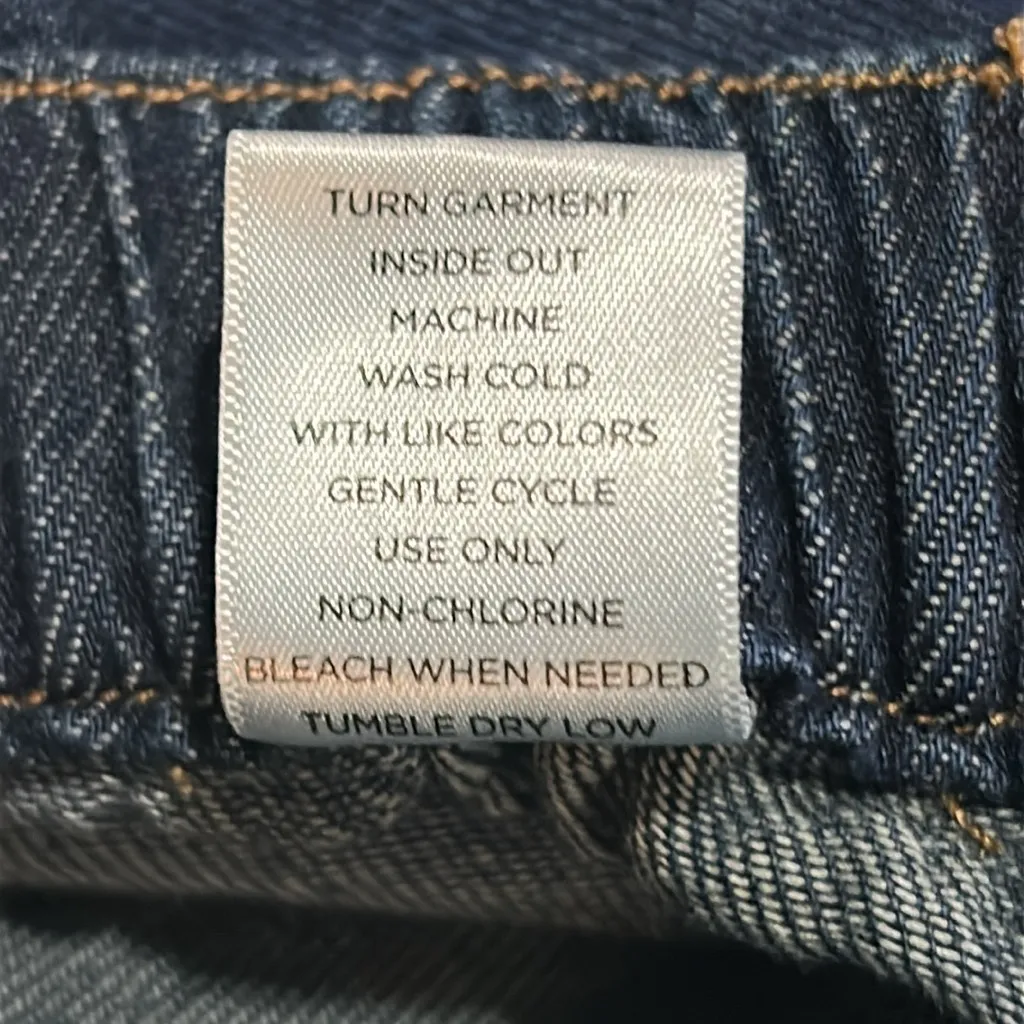 TURN GARMENT
INSIDE OUT
MACHINE
WASH COLD
WITH LIKE COLORS
GENTLE CYCLE
USE ONLY
NON-CHLORINE
BLEACH WHEN NEEDED
TUMBLE DRY LOW